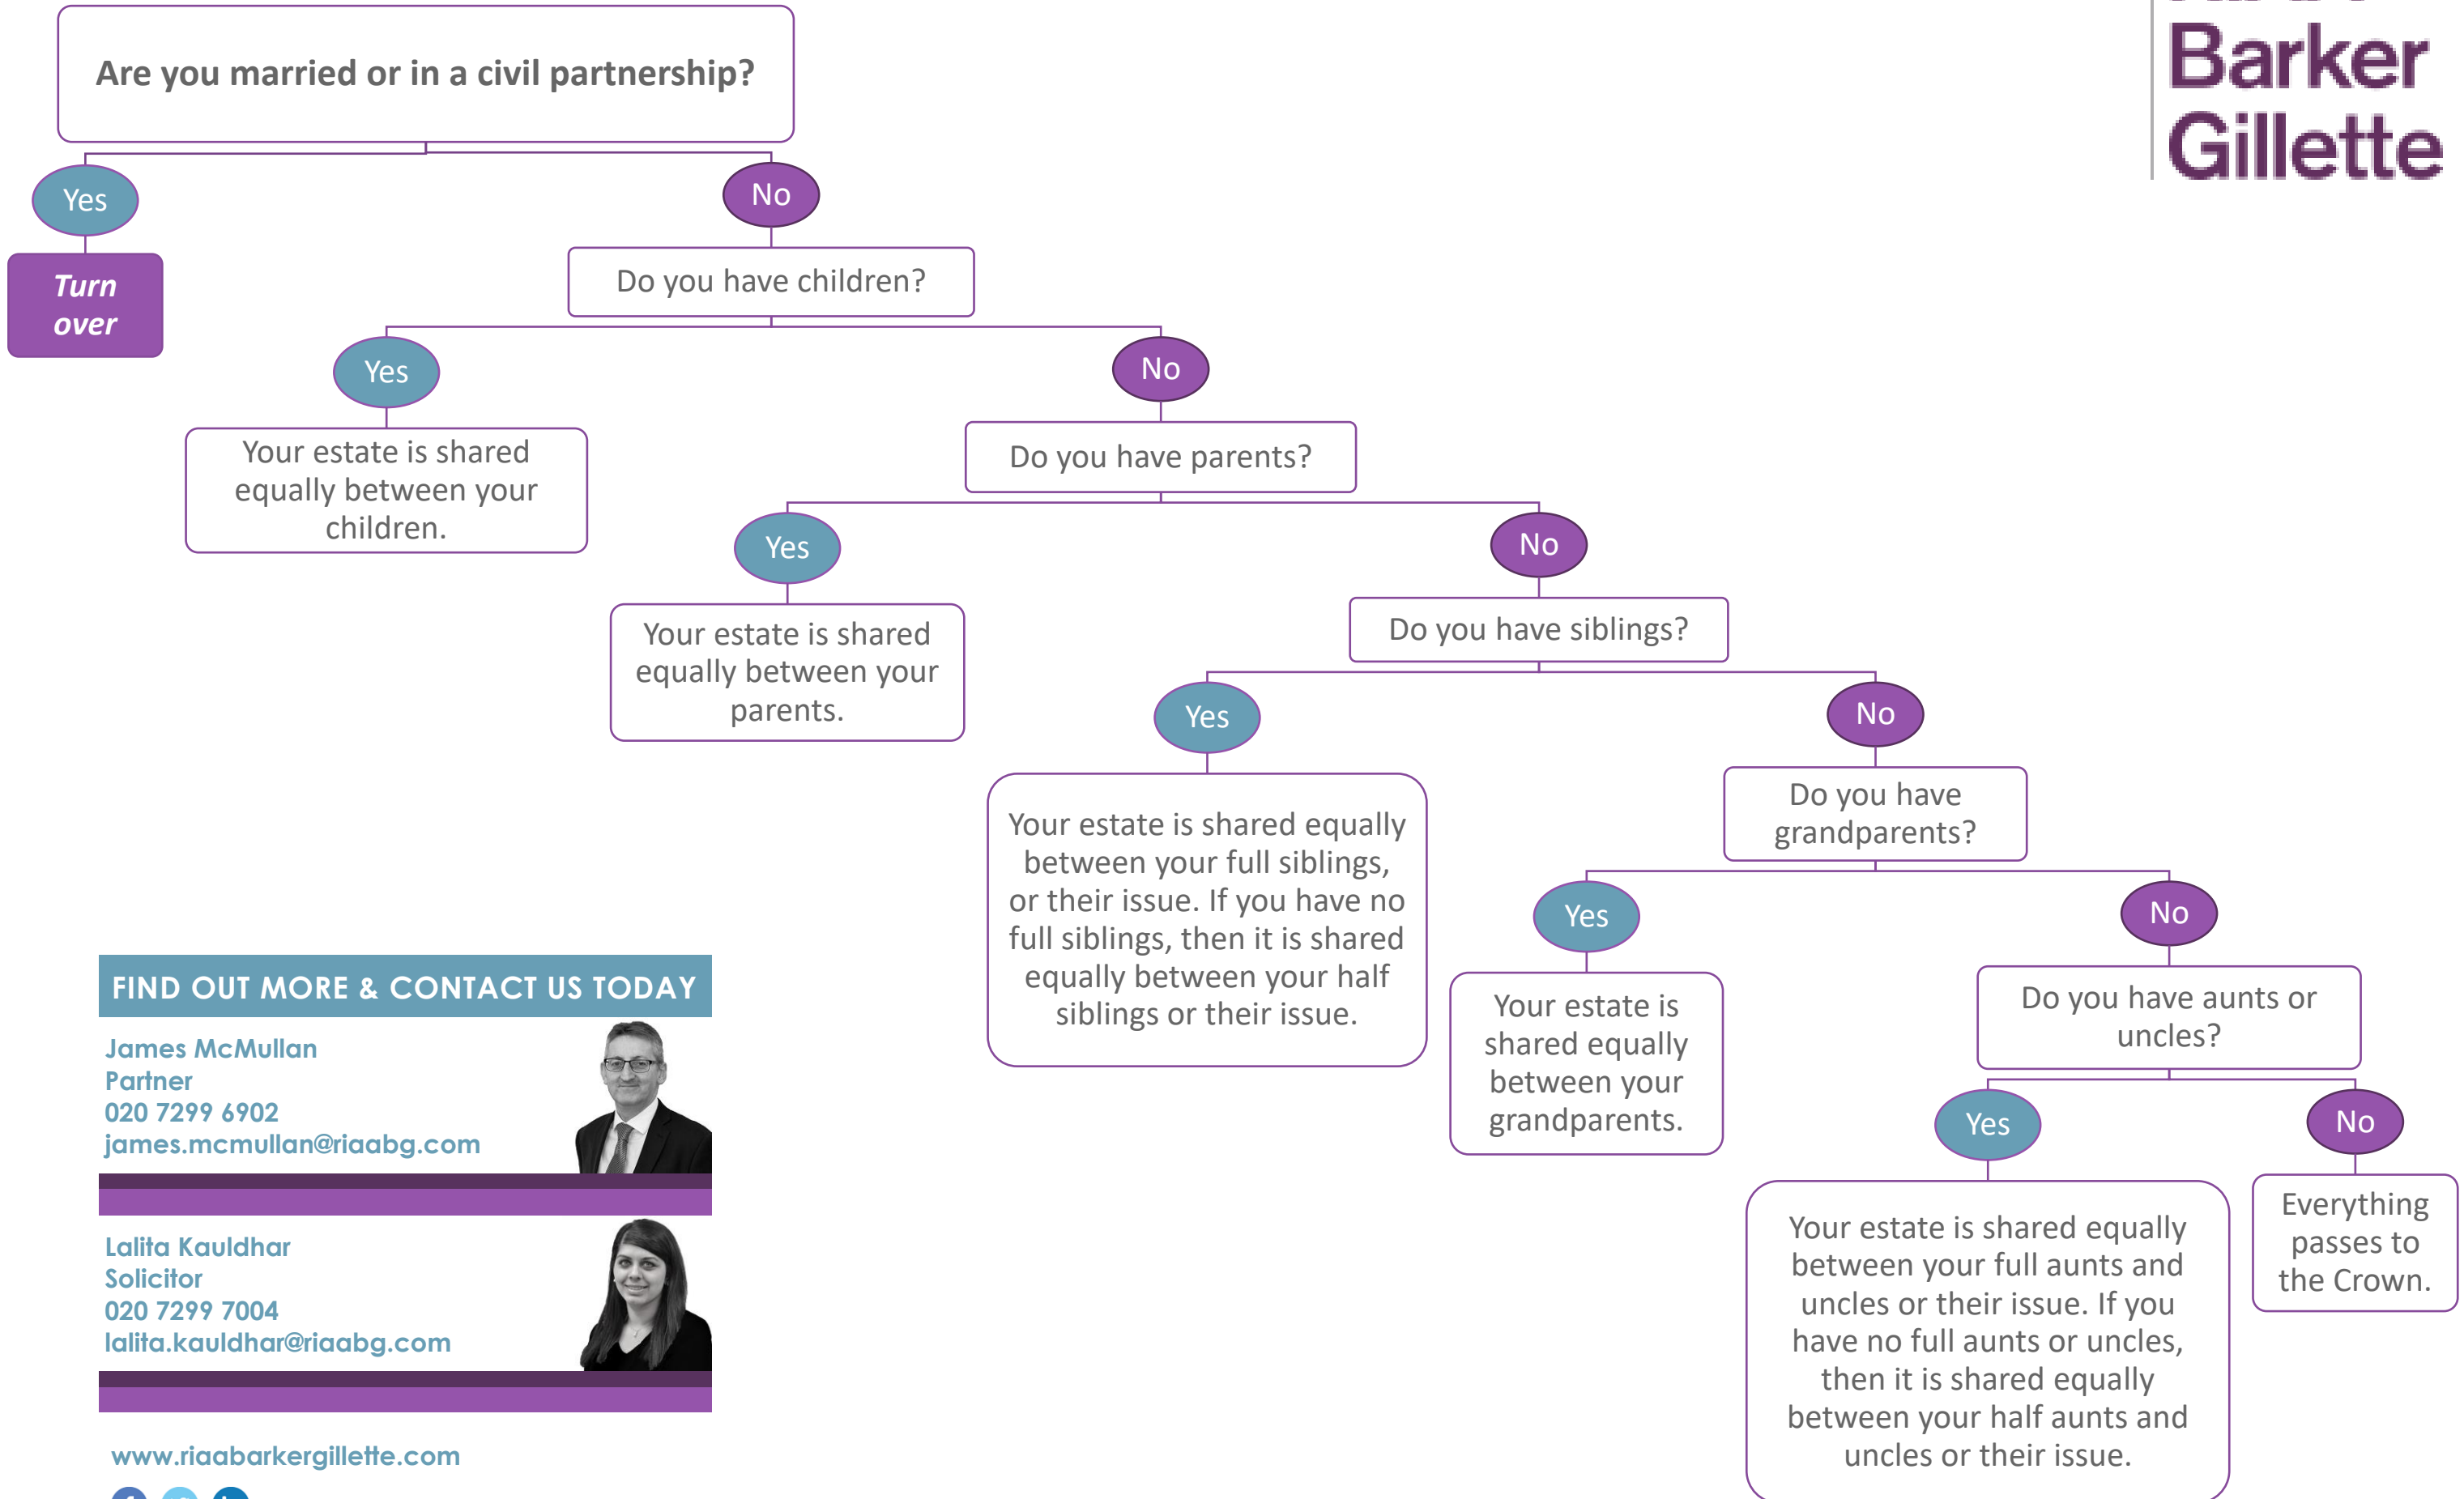 Barker
Gillette
Are you married or in a civil partnership?
Yes
No
Turn
over
Do you have children?
Yes
No
Your estate is shared
equally between your
children.
Do you have parents?
Yes
No
Your estate is shared
equally between your
parents.
Do you have siblings?
Yes
No
Your estate is shared equally
between your full siblings,
or their issue. If you have no
full siblings, then it is shared
equally between your half
siblings or their issue.
Do you have
grandparents?
Yes
No
Your estate is
shared equally
between your
grandparents.
Do you have aunts or
uncles?
Yes
No
Your estate is shared equally
between your full aunts and
uncles or their issue. If you
have no full aunts or uncles,
then it is shared equally
between your half aunts and
uncles or their issue.
Everything
passes to
the Crown.
FIND OUT MORE & CONTACT US TODAY
James McMullan
Partner
020 7299 6902
james.mcmullan@riaabg.com
Lalita Kauldhar
Solicitor
020 7299 7004
lalita.kauldhar@riaabg.com
www.riaabarkergillette.com